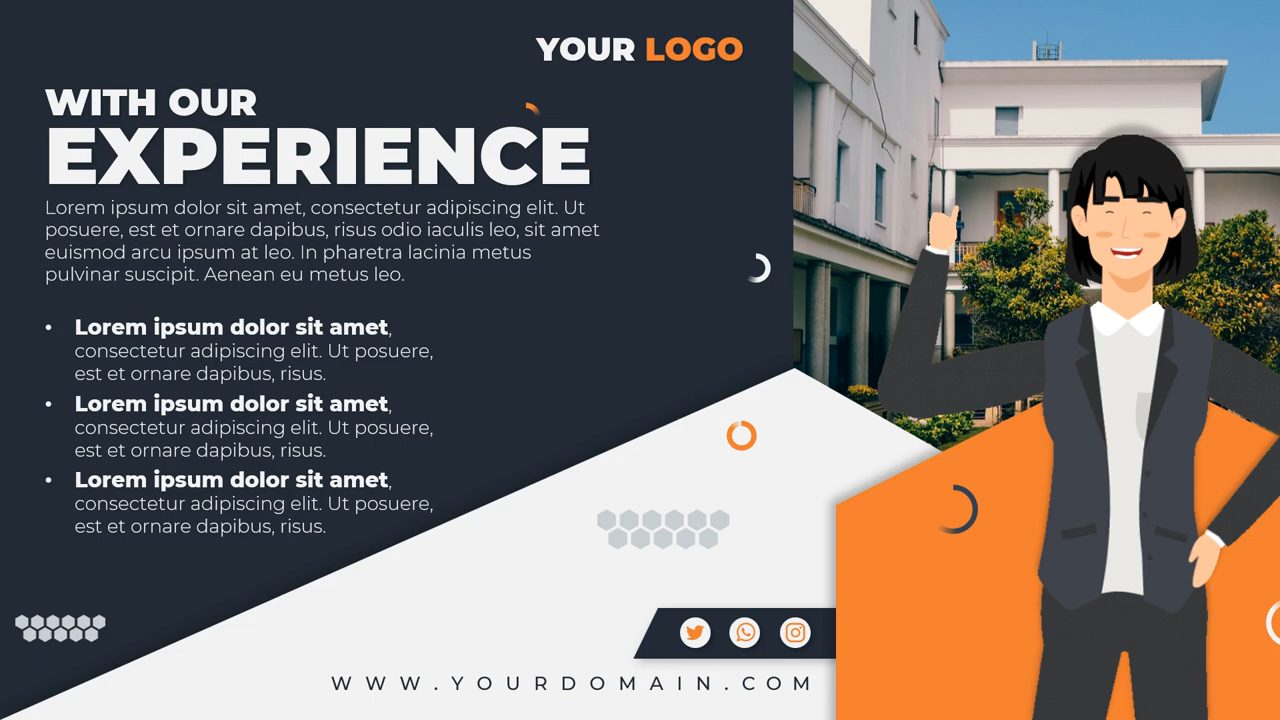 YOUR LOGO
WITH OUR
EXPERIENCE
Lorem ipsum dolor sit amet, consectetur adipiscing elit. Ut
posuere, est et ornare dapibus, risus odio iaculis leo, sit amet
euismod arcu ipsum at leo. In pharetra lacinia metus
pulvinar suscipit. Aenean eu metus leo.
• Lorem ipsum dolor sit amet,
consectetur adipiscing elit. Ut posuere,
est et ornare dapibus, risus.
• Lorem ipsum dolor sit amet,
consectetur adipiscing elit. Ut posuere,
est et ornare dapibus, risus.
• Lorem ipsum dolor sit amet,
consectetur adipiscing elit. Ut posuere,
est et ornare dapibus, risus.
WWW.YOURDOMAIN.COM